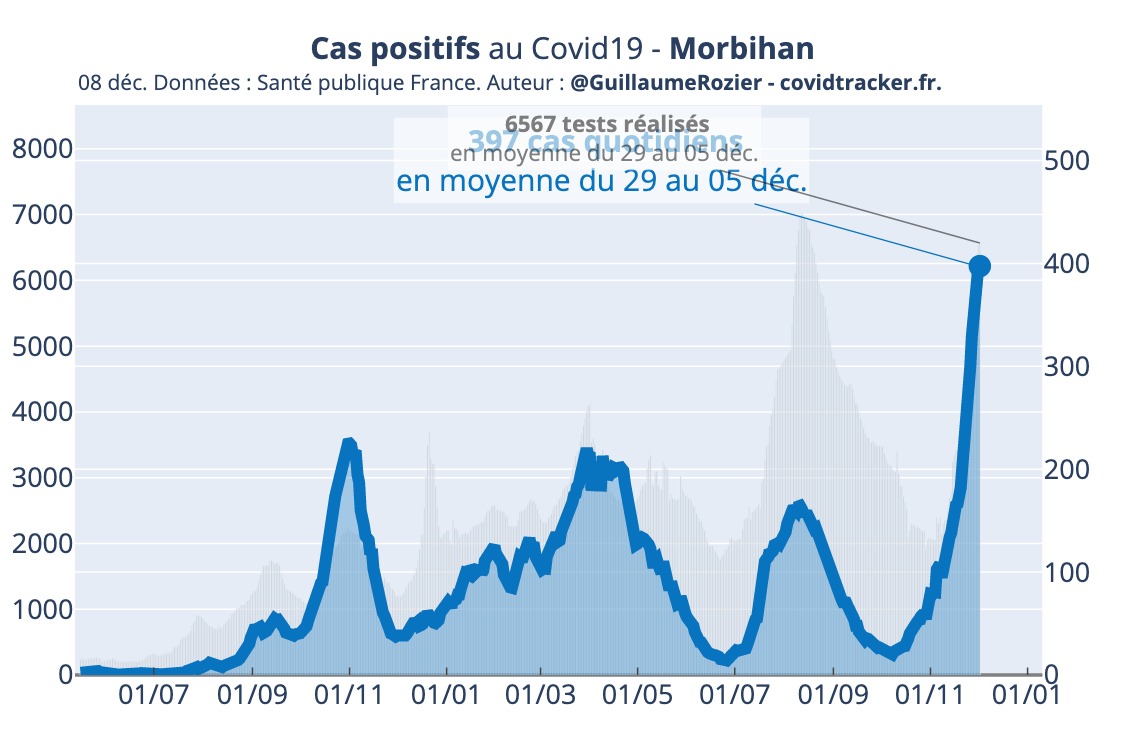 Cas positifs au Covid19 - Morbihan
08 déc. Données : Santé publique France. Auteur : @GuillaumeRozier - covidtracker.fr.
6567 tests réalisés
397 cas quotidiens
en moyenne du 29 au 05 déc.
en moyenne du 29 au 05 déc.
8000
7000
6000
5000
4000
3000
2000
1000
0
500
400
300
200
100
0
01/07 01/09 01/11 01/01 01/03 01/05 01/07 01/09 01/11 01/01